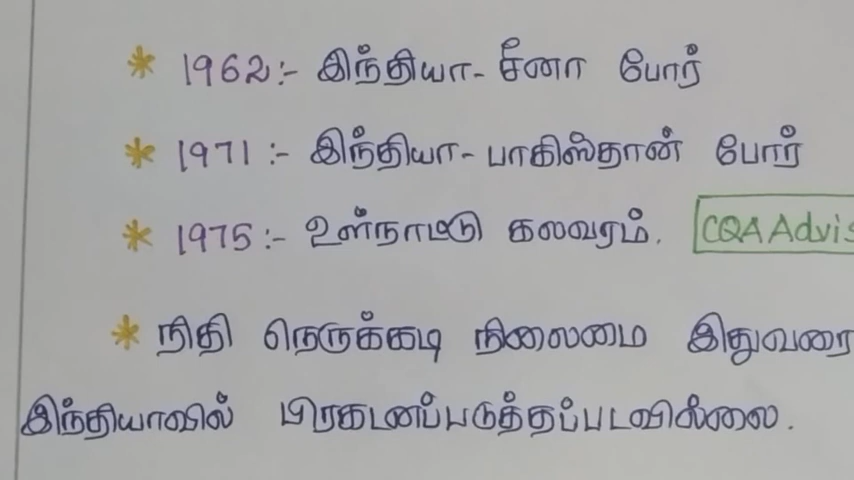 * 1962:- இந்தியா- சீனா போர்
* 1971 :- இந்தியா- பாகிஸ்தான் போர்
* 1975 :- உள்நாட்டு கலவரம். CQA Advis
* நிதி நெருக்கடி நிலைமை இதுவரை
இந்தியாவில் பிரகடனப்படுத்தப்படவில்லை.